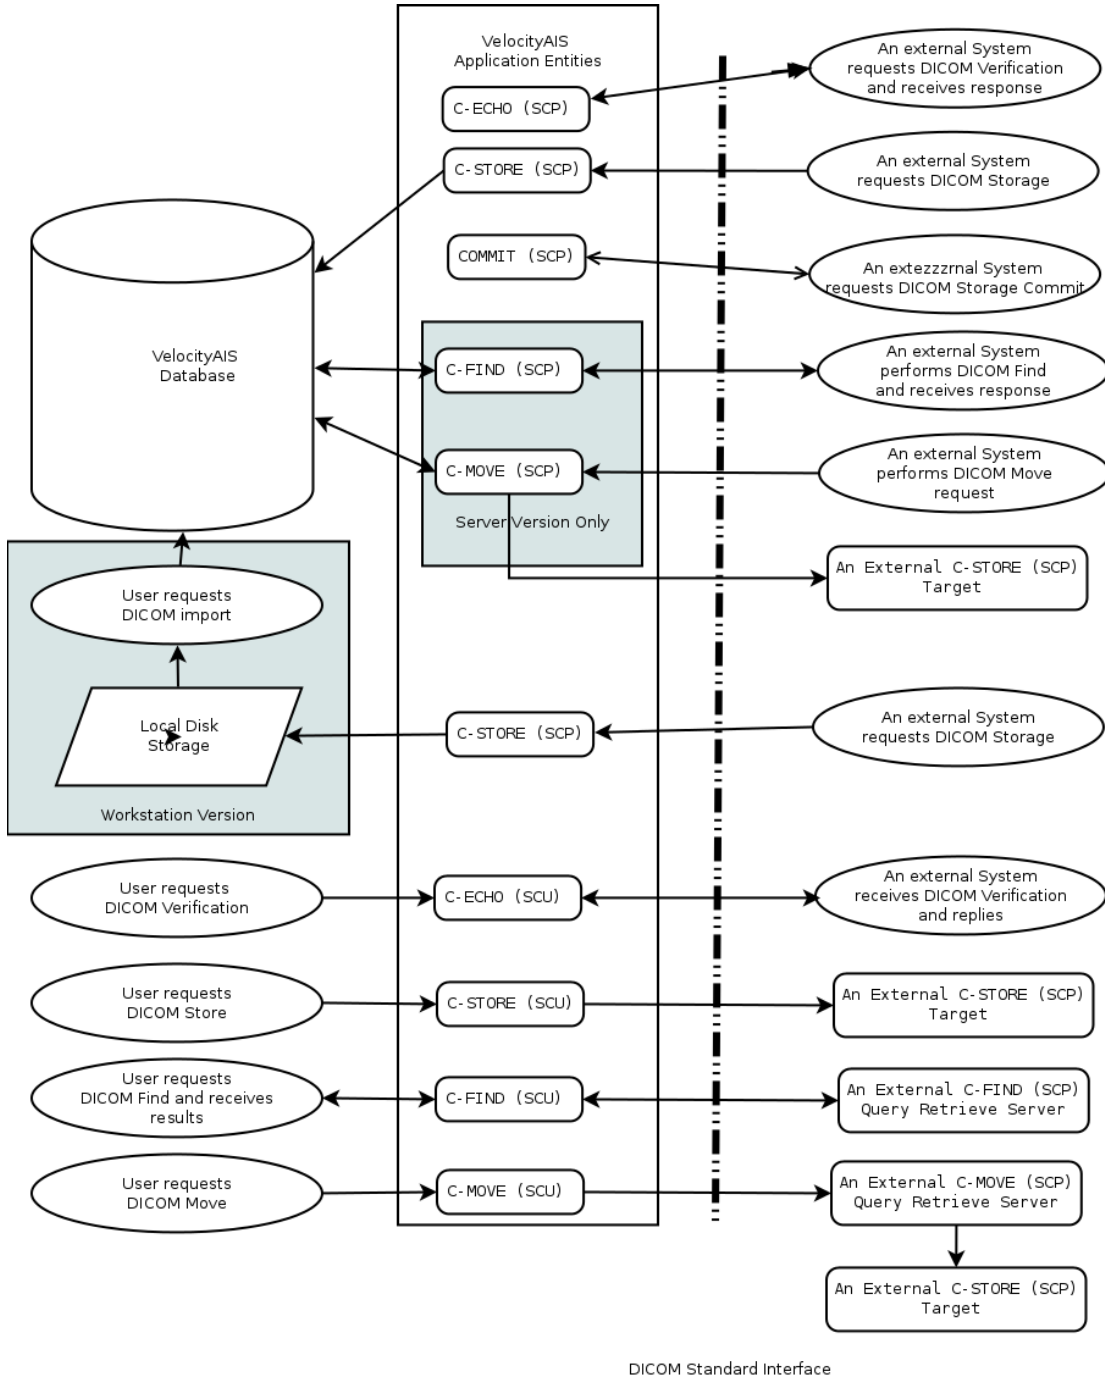 VelocityAIS
Application Entities
An external System
requests DICOM Verification
and receives response
C-ECHO (SCP)
C-STORE (SCP)
An external System
requests DICOM Storage
COMMIT (SCP)
An extezzzrnal System
requests DICOM Storage Commit
VelocityAIS
Database
C-FIND (SCP)
An external System
performs DICOM Find
and receives response
C-MOVE (SCP)
An external System
performs DICOM Move
request
Server Version Only
An External C-STORE (SCP)
Target
User requests
DICOM import
Local Disk
Storage
C-STORE (SCP)
An external System
requests DICOM Storage
Workstation Version
User requests
DICOM Verification
C-ECHO (SCU)
An external System
receives DICOM Verification
and replies
User requests
DICOM Store
C-STORE (SCU)
An External C-STORE (SCP)
Target
User requests
DICOM Find and receives
results
C-FIND (SCU)
An External C-FIND (SCP)
Query Retrieve Server
User requests
DICOM Move
C-MOVE (SCU)
An External C-MOVE (SCP)
Query Retrieve Server
An External C-STORE (SCP)
Target
DICOM Standard Interface